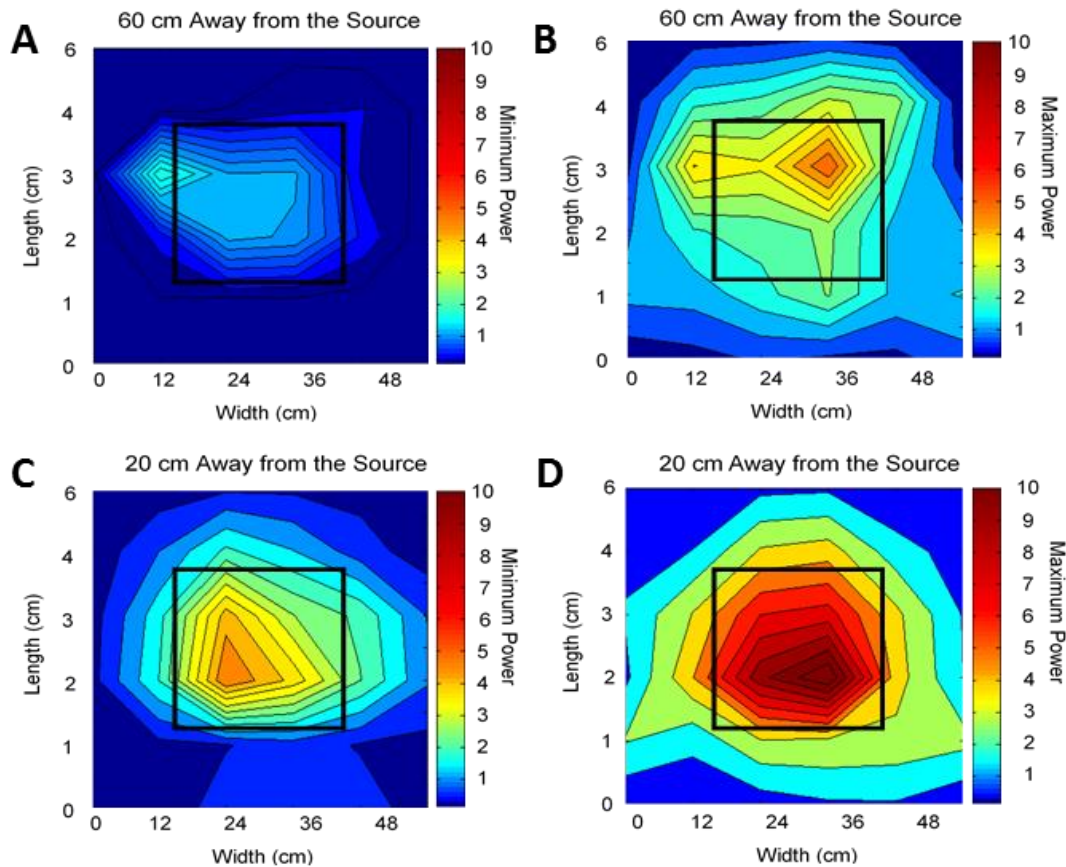 A
60 cm Away from the Source
6
4
3
2
1
0
0 12 24 36 48
Length (cm)
Width (cm)
10
9
8
7
6
5
4
3
2
1
Minimum Power
B
60 cm Away from the Source
6
4
3
2
1
0
0 12 24 36 48
Length (cm)
Width (cm)
10
9
8
7
6
5
4
3
2
1
Maximum Power
C
20 cm Away from the Source
6
4
3
2
1
0
0 12 24 36 48
Length (cm)
Width (cm)
10
9
8
7
6
5
4
3
2
1
Minimum Power
D
20 cm Away from the Source
6
4
3
2
1
0
0 12 24 36 48
Length (cm)
Width (cm)
10
9
8
7
6
5
4
3
2
1
Maximum Power